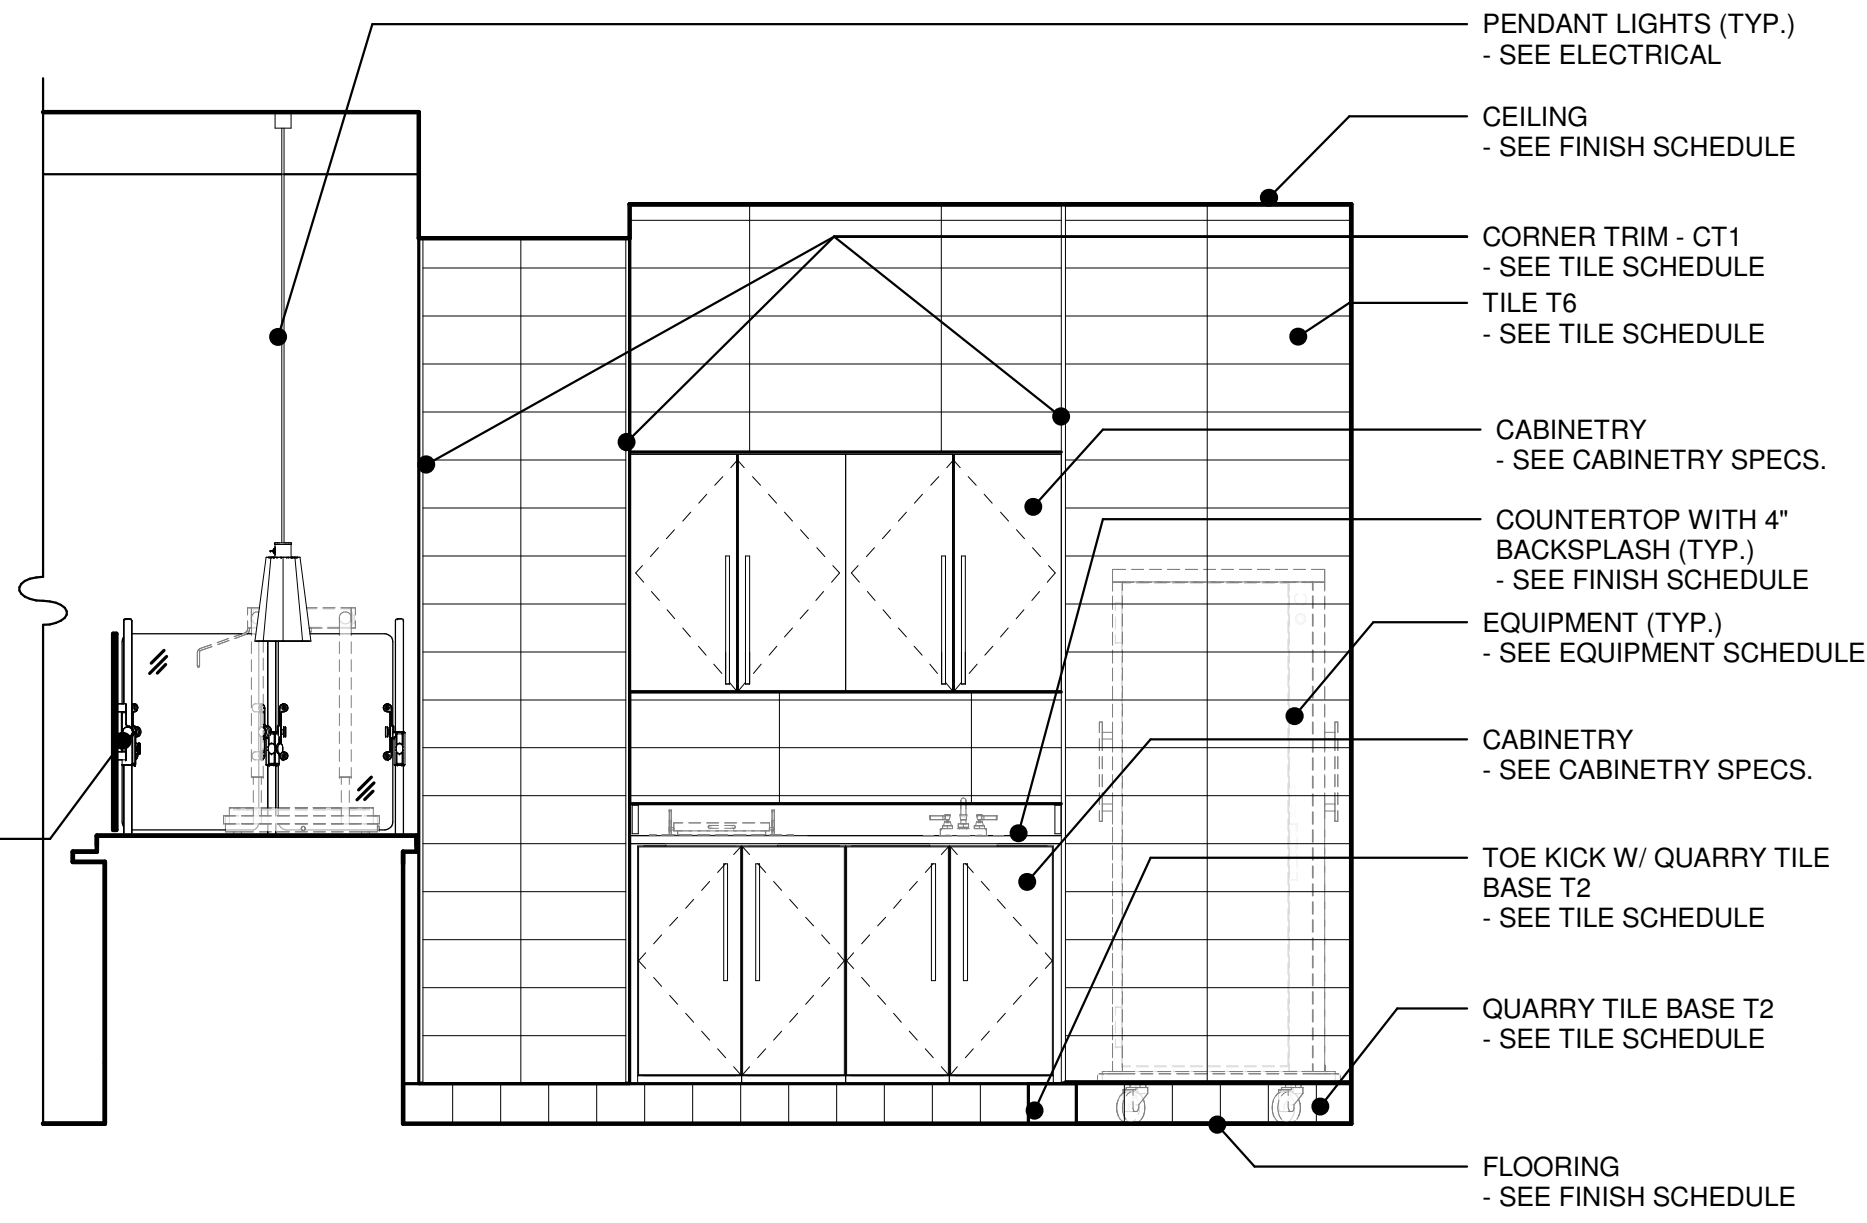 PENDANT LIGHTS (TYP.)
- SEE ELECTRICAL
CEILING
- SEE FINISH SCHEDULE
CORNER TRIM - CT1
- SEE TILE SCHEDULE
TILE T6
- SEE TILE SCHEDULE
CABINETRY
- SEE CABINETRY SPECS.
COUNTERTOP WITH 4"
BACKSPLASH (TYP.)
- SEE FINISH SCHEDULE
EQUIPMENT (TYP.)
- SEE EQUIPMENT SCHEDULE
CABINETRY
- SEE CABINETRY SPECS.
TOE KICK W/ QUARRY TILE
BASE T2
- SEE TILE SCHEDULE
QUARRY TILE BASE T2
- SEE TILE SCHEDULE
FLOORING
- SEE FINISH SCHEDULE